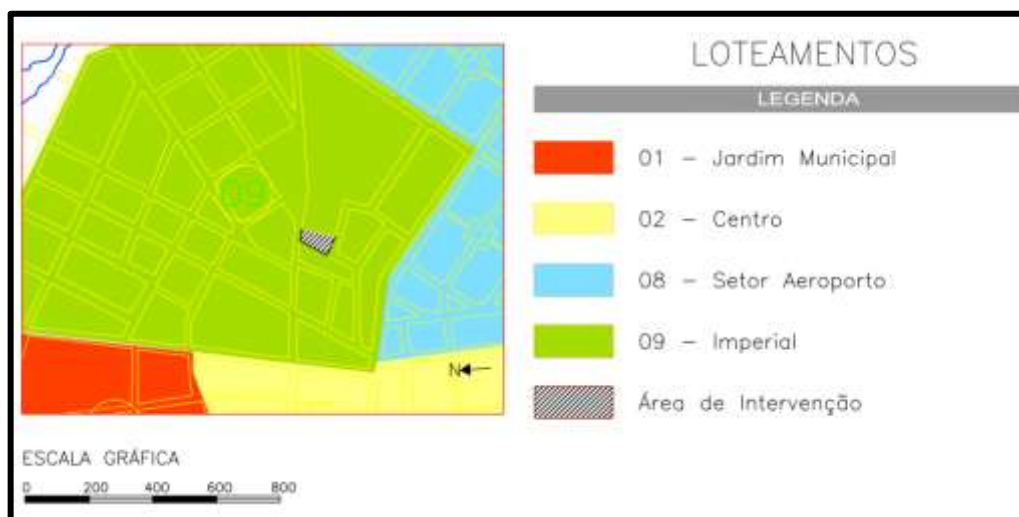 LOTEAMENTOS
LEGENDA
01 - Jardim Municipal
02 - Centro
08 - Setor Aeroporto
09 - Imperial
Área de Intervenção
09
N
ESCALA GRÁFICA
0 200 400 600 800